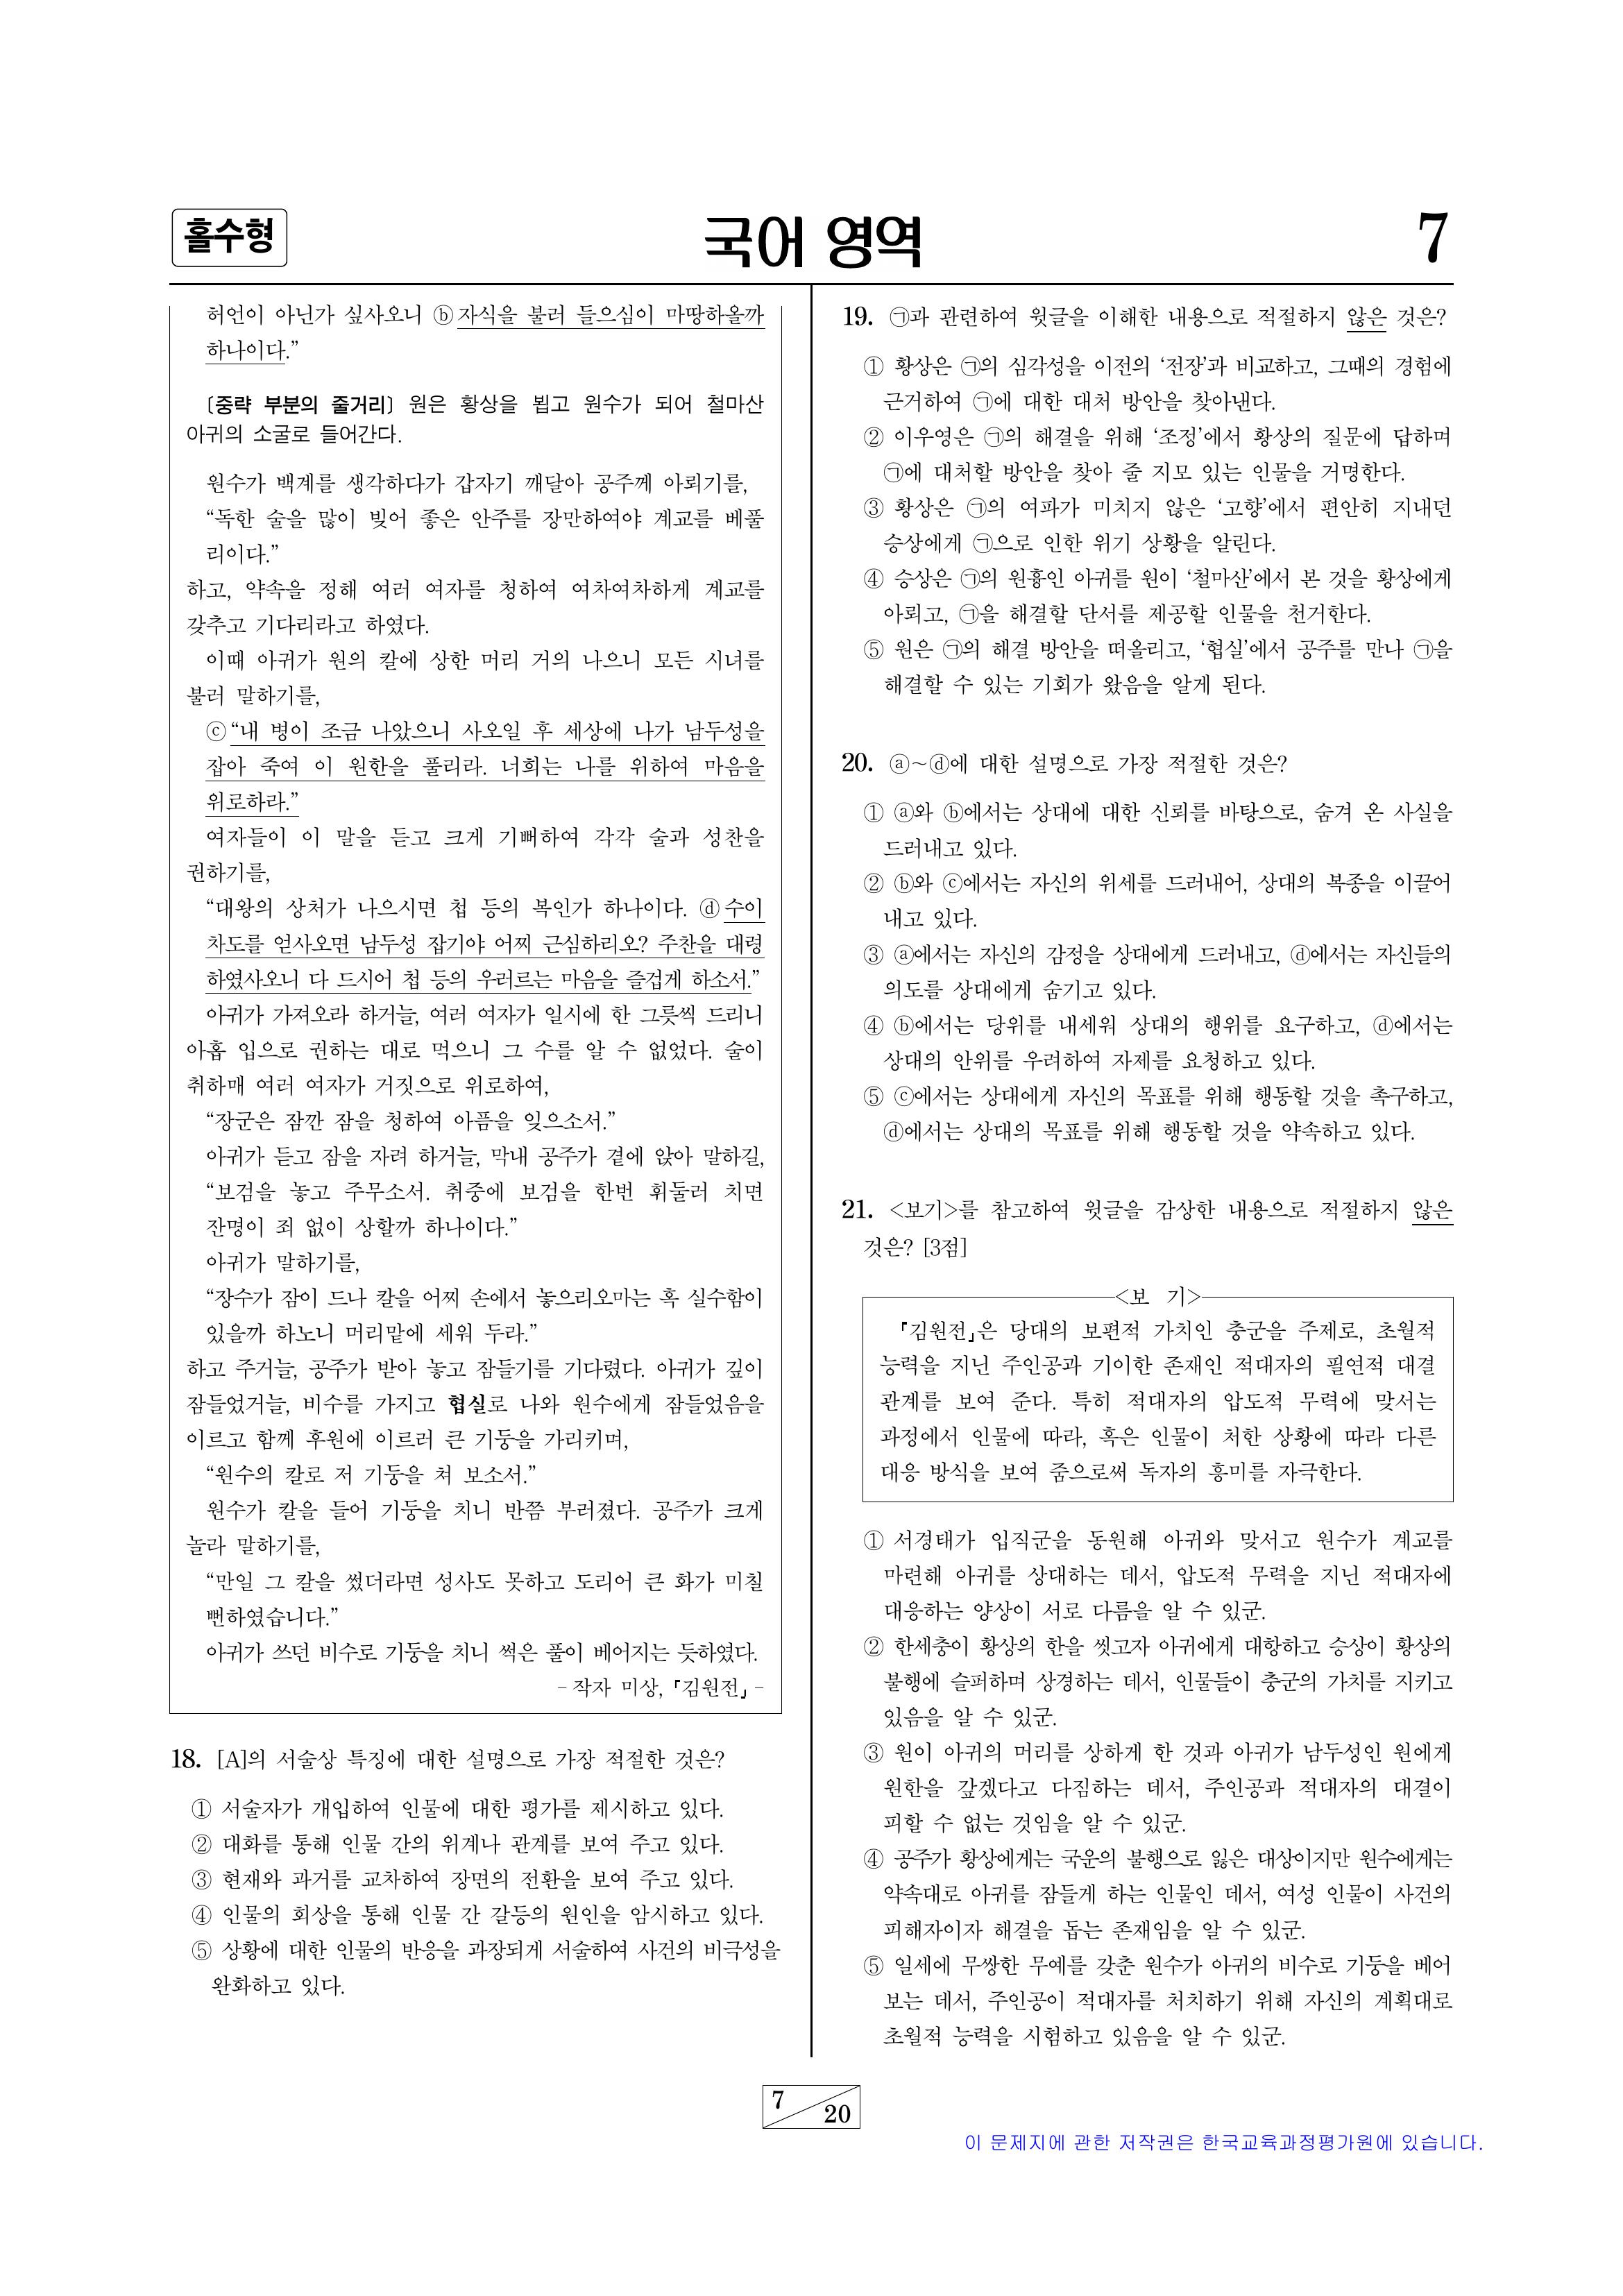 홀수형
국어 영역
7
허언이 아닌가 싶사오니 ⓑ자식을 불러 들으심이 마땅하올까
하나이다.”
〔중략 부분의 줄거리〕 원은 황상을 뵙고 원수가 되어 철마산
아귀의 소굴로 들어간다.
원수가 백계를 생각하다가 갑자기 깨달아 공주께 아뢰기를,
“독한 술을 많이 빚어 좋은 안주를 장만하여야 계교를 베풀
리이다.”
하고, 약속을 정해 여러 여자를 청하여 여차여차하게 계교를
갖추고 기다리라고 하였다.
이때 아귀가 원의 칼에 상한 머리 거의 나으니 모든 시녀를
불러 말하기를,
ⓒ“내 병이 조금 나았으니 사오일 후 세상에 나가 남두성을
잡아 죽여 이 원한을 풀리라. 너희는 나를 위하여 마음을
위로하라.”
여자들이 이 말을 듣고 크게 기뻐하여 각각 술과 성찬을
권하기를,
“대왕의 상처가 나으시면 첩 등의 복인가 하나이다. ⓓ수이
차도를 얻사오면 남두성 잡기야 어찌 근심하리오? 주찬을 대령
하였사오니 다 드시어 첩 등의 우러르는 마음을 즐겁게 하소서.”
아귀가 가져오라 하거늘, 여러 여자가 일시에 한 그릇씩 드리니
아홉 입으로 권하는 대로 먹으니 그 수를 알 수 없었다. 술이
취하매 여러 여자가 거짓으로 위로하여,
“장군은 잠깐 잠을 청하여 아픔을 잊으소서.”
아귀가 듣고 잠을 자려 하거늘, 막내 공주가 곁에 앉아 말하길,
“보검을 놓고 주무소서. 취중에 보검을 한번 휘둘러 치면
잔명이 죄 없이 상할까 하나이다.”
아귀가 말하기를,
“장수가 잠이 드나 칼을 어찌 손에서 놓으리오마는 혹 실수함이
있을까 하노니 머리맡에 세워 두라.”
하고 주거늘, 공주가 받아 놓고 잠들기를 기다렸다. 아귀가 깊이
잠들었거늘, 비수를 가지고 협실로 나와 원수에게 잠들었음을
이르고 함께 후원에 이르러 큰 기둥을 가리키며,
“원수의 칼로 저 기둥을 쳐 보소서.”
원수가 칼을 들어 기둥을 치니 반쯤 부러졌다. 공주가 크게
놀라 말하기를,
“만일 그 칼을 썼더라면 성사도 못하고 도리어 큰 화가 미칠
뻔하였습니다.”
아귀가 쓰던 비수로 기둥을 치니 썩은 풀이 베어지는 듯하였다.
- 작자 미상, 『김원전』 -
18. [A]의 서술상 특징에 대한 설명으로 가장 적절한 것은?
① 서술자가 개입하여 인물에 대한 평가를 제시하고 있다.
② 대화를 통해 인물 간의 위계나 관계를 보여 주고 있다.
③ 현재와 과거를 교차하여 장면의 전환을 보여 주고 있다.
④ 인물의 회상을 통해 인물 간 갈등의 원인을 암시하고 있다.
⑤ 상황에 대한 인물의 반응을 과장되게 서술하여 사건의 비극성을
완화하고 있다.
19. ㉠과 관련하여 윗글을 이해한 내용으로 적절하지 않은 것은?
① 황상은 ㉠의 심각성을 이전의 ‘전장’과 비교하고, 그때의 경험에
근거하여 ㉠에 대한 대처 방안을 찾아낸다.
② 이우영은 ㉠의 해결을 위해 ‘조정’에서 황상의 질문에 답하며
㉠에 대처할 방안을 찾아 줄 지모 있는 인물을 거명한다.
③ 황상은 ㉠의 여파가 미치지 않은 ‘고향’에서 편안히 지내던
승상에게 ㉠으로 인한 위기 상황을 알린다.
④ 승상은 ㉠의 원흉인 아귀를 원이 ‘철마산’에서 본 것을 황상에게
아뢰고, ㉠을 해결할 단서를 제공할 인물을 천거한다.
⑤ 원은 ㉠의 해결 방안을 떠올리고, ‘협실’에서 공주를 만나 ㉠을
해결할 수 있는 기회가 왔음을 알게 된다.
20. ⓐ～ⓓ에 대한 설명으로 가장 적절한 것은?
① ⓐ와 ⓑ에서는 상대에 대한 신뢰를 바탕으로, 숨겨 온 사실을
드러내고 있다.
② ⓑ와 ⓒ에서는 자신의 위세를 드러내어, 상대의 복종을 이끌어
내고 있다.
③ ⓐ에서는 자신의 감정을 상대에게 드러내고, ⓓ에서는 자신들의
의도를 상대에게 숨기고 있다.
④ ⓑ에서는 당위를 내세워 상대의 행위를 요구하고, ⓓ에서는
상대의 안위를 우려하여 자제를 요청하고 있다.
⑤ ⓒ에서는 상대에게 자신의 목표를 위해 행동할 것을 촉구하고,
ⓓ에서는 상대의 목표를 위해 행동할 것을 약속하고 있다.
21. <보기>를 참고하여 윗글을 감상한 내용으로 적절하지 않은
것은? [3점]
<보 기>
『김원전』은 당대의 보편적 가치인 충군을 주제로, 초월적
능력을 지닌 주인공과 기이한 존재인 적대자의 필연적 대결
관계를 보여 준다. 특히 적대자의 압도적 무력에 맞서는
과정에서 인물에 따라, 혹은 인물이 처한 상황에 따라 다른
대응 방식을 보여 줌으로써 독자의 흥미를 자극한다.
① 서경태가 입직군을 동원해 아귀와 맞서고 원수가 계교를
마련해 아귀를 상대하는 데서, 압도적 무력을 지닌 적대자에
대응하는 양상이 서로 다름을 알 수 있군.
② 한세충이 황상의 한을 씻고자 아귀에게 대항하고 승상이 황상의
불행에 슬퍼하며 상경하는 데서, 인물들이 충군의 가치를 지키고
있음을 알 수 있군.
③ 원이 아귀의 머리를 상하게 한 것과 아귀가 남두성인 원에게
원한을 갚겠다고 다짐하는 데서, 주인공과 적대자의 대결이
피할 수 없는 것임을 알 수 있군.
④ 공주가 황상에게는 국운의 불행으로 잃은 대상이지만 원수에게는
약속대로 아귀를 잠들게 하는 인물인 데서, 여성 인물이 사건의
피해자이자 해결을 돕는 존재임을 알 수 있군.
⑤ 일세에 무쌍한 무예를 갖춘 원수가 아귀의 비수로 기둥을 베어
보는 데서, 주인공이 적대자를 처치하기 위해 자신의 계획대로
초월적 능력을 시험하고 있음을 알 수 있군.
7
20
이 문제지에 관한 저작권은 한국교육과정평가원에 있습니다.